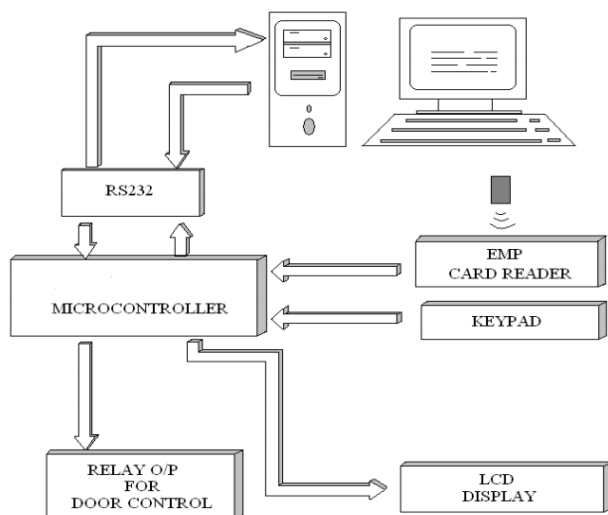 RS232
EMP
CARD READER
MICROCONTROLLER
KEYPAD
RELAY O/P
FOR
DOOR CONTROL
LCD
DISPLAY